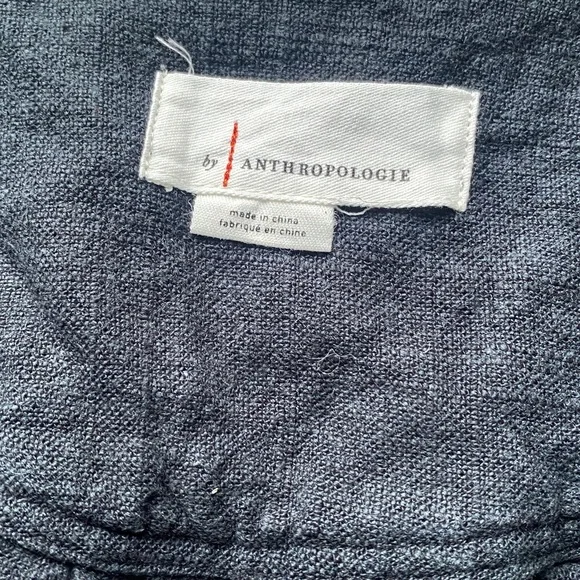 by ANTHROPOLOGIE
made in china
fabriqué en chine